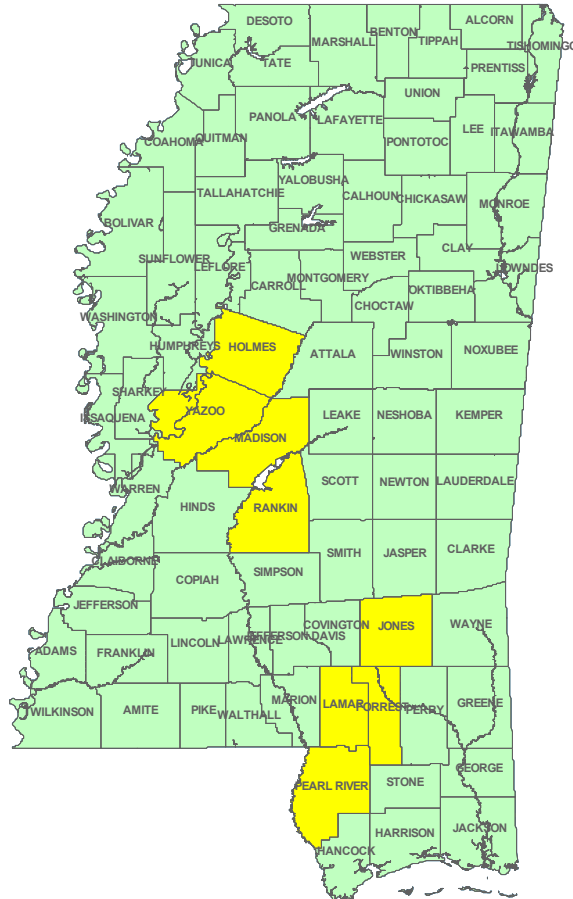 DESOTO
MARSHALL
BENTON
TIPPAH
ALCORN
TISHOMINGO
TUNICA
TATE
PRENTISS
PANOLA
LAFAYETTE
UNION
COAHOMA
QUITMAN
PONTOTOC
LEE
ITAWAMBA
TALLAHATCHIE
YALOBUSHA
CALHOUN
CHICKASAW
MONROE
BOLIVAR
GRENADA
SUNFLOWER
LEFLORE
CARROLL
MONTGOMERY
WEBSTER
CLAY
LOWNDES
OKTIBBEHA
CHOCTAW
WASHINGTON
HUMPHREYS
HOLMES
ATTALA
WINSTON
NOXUBEE
SHARKEY
ISSAQUENA
YAZOO
MADISON
LEAKE
NESHOBA
KEMPER
WARREN
HINDS
RANKIN
SCOTT
NEWTON
LAUDERDALE
CLAIBORNE
COPIAH
SIMPSON
SMITH
JASPER
CLARKE
JEFFERSON
ADAMS
FRANKLIN
LINCOLN
LAWRENCE
JEFFERSON DAVIS
COVINGTON
JONES
WAYNE
WILKINSON
AMITE
PIKE
WALTHALL
MARION
LAMAR
FORREST
PERRY
GREENE
PEARL RIVER
STONE
GEORGE
HANCOCK
HARRISON
JACKSON